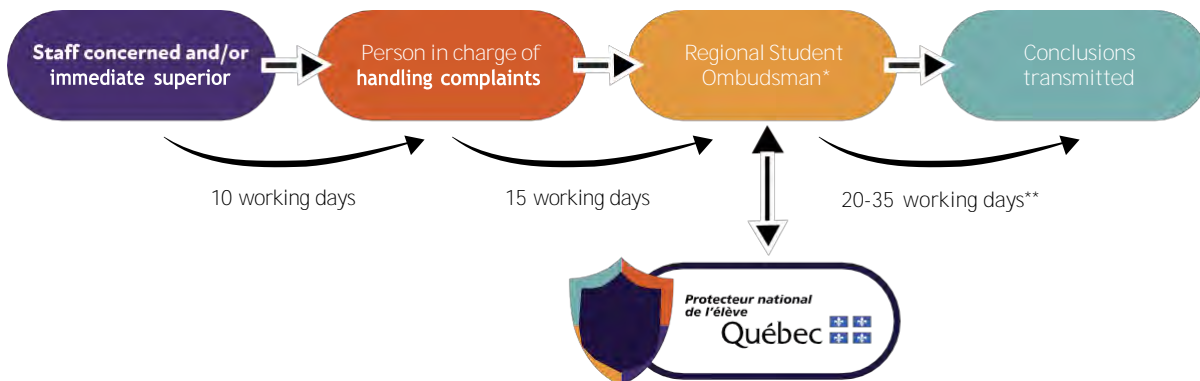 Staff concerned and/or
immediate superior
Person in charge of
handling complaints
Regional Student
Ombudsman*
Conclusions
transmitted
10 working days
15 working days
20-35 working days**
Protecteur national
de l'élève
Québec